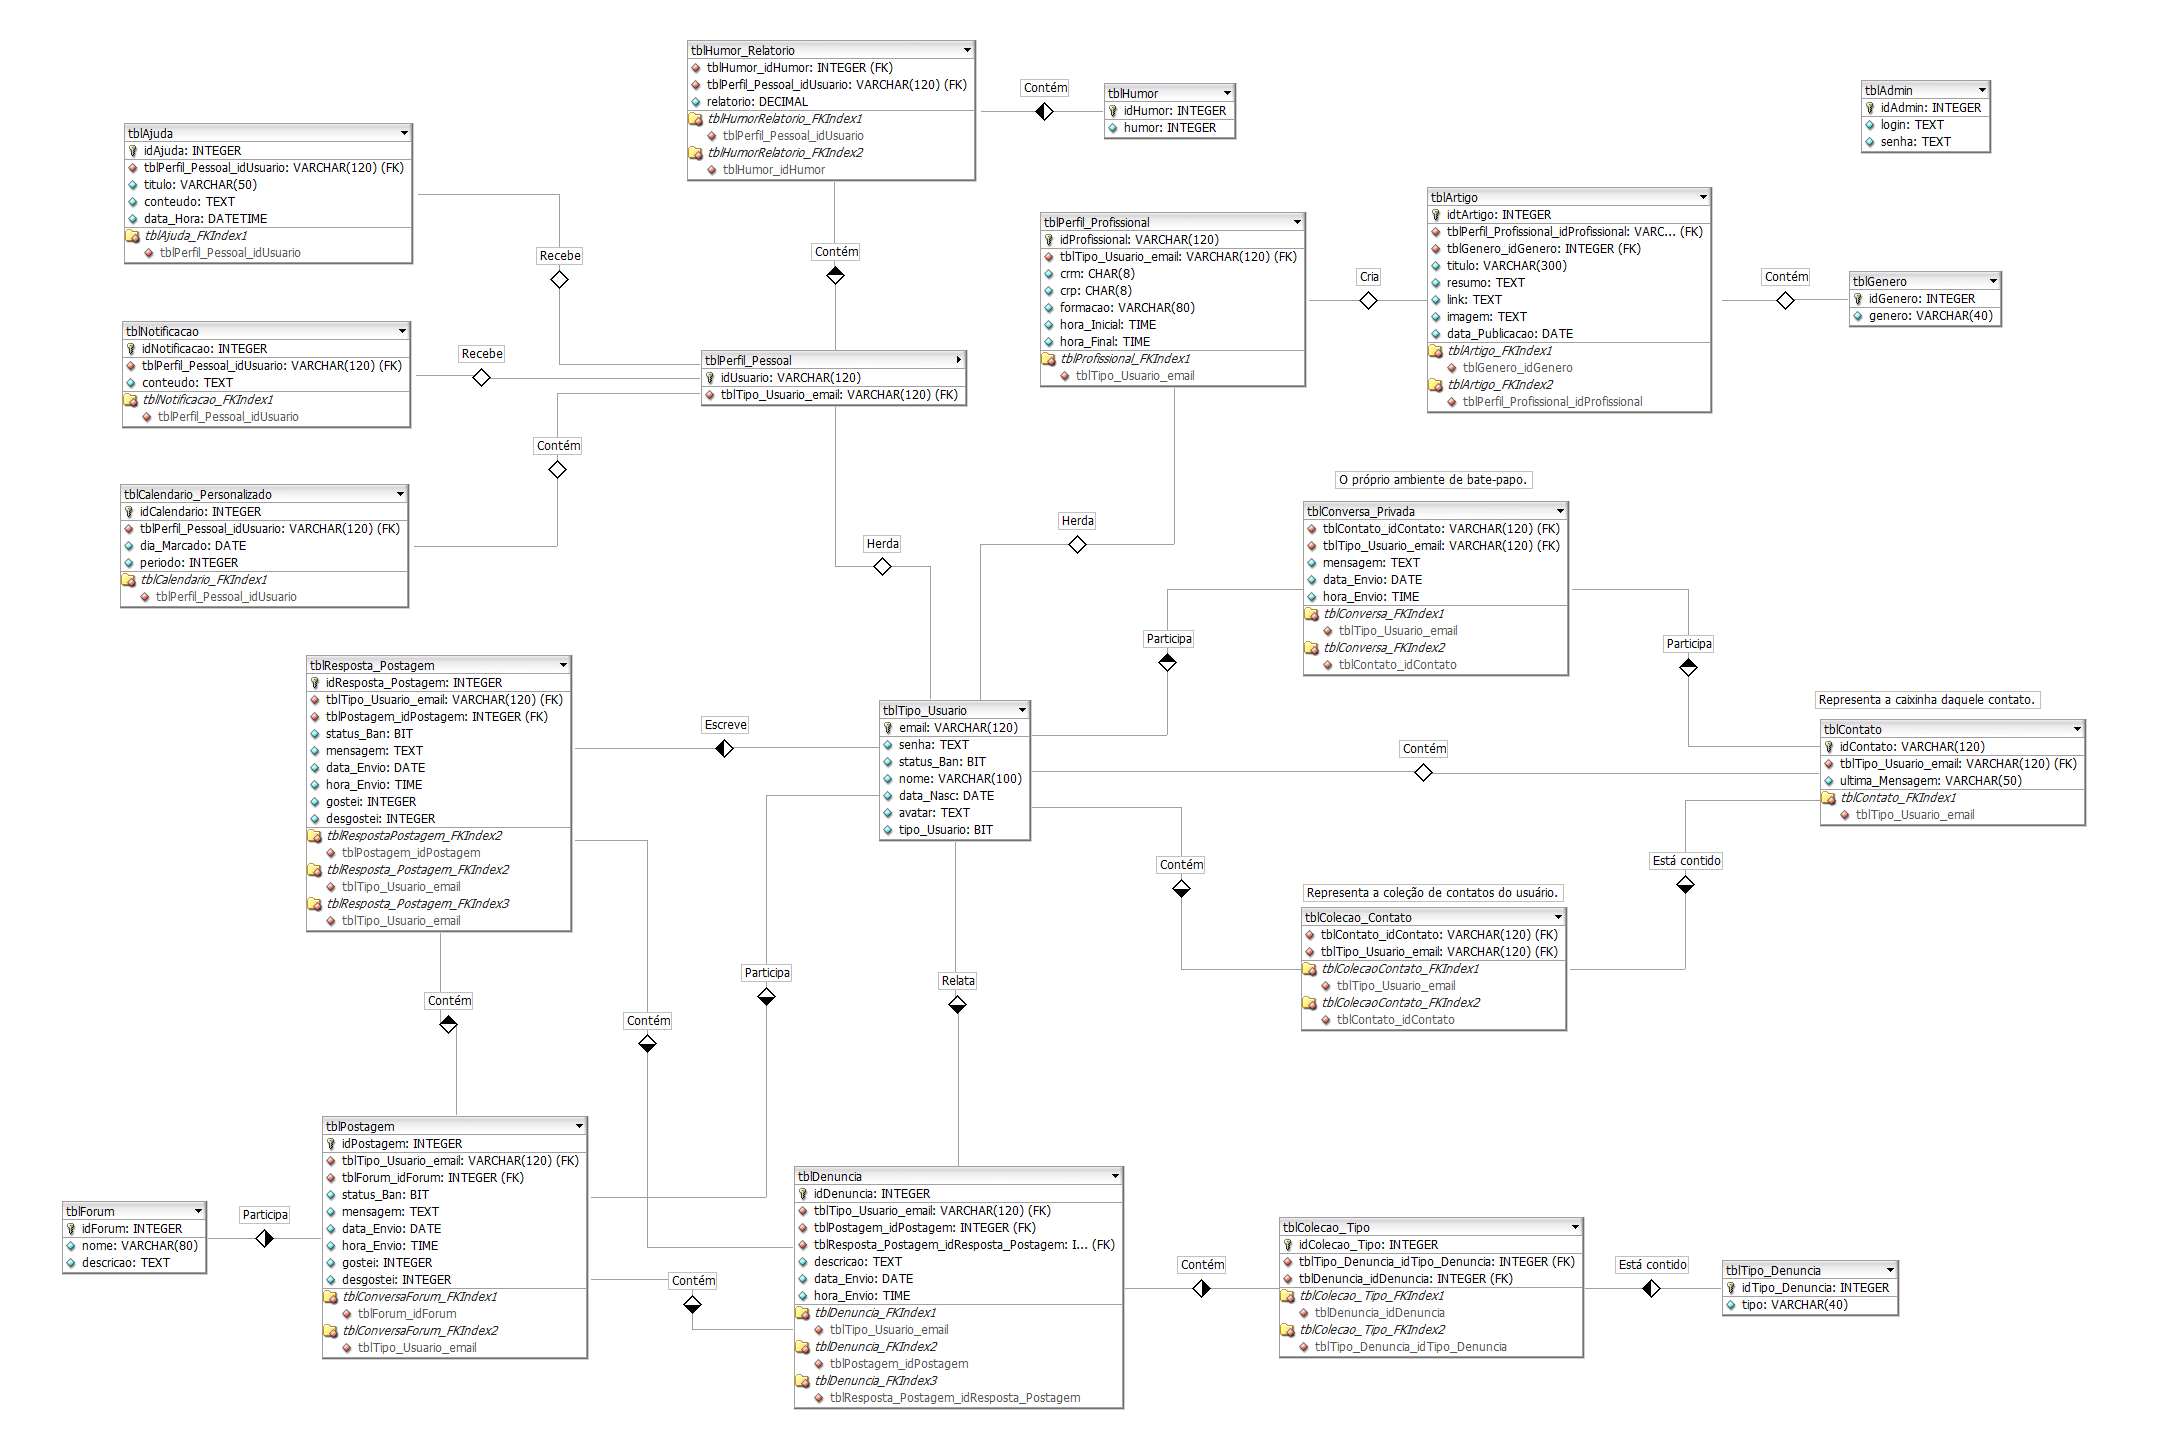 tblHumor_Relatorio
tblHumor_idHumor: INTEGER (FK)
tblPerfil_Pessoal_idUsuario: VARCHAR(120) (FK)
relatorio: DECIMAL
tblHumorRelatorio_FKIndex1
tblPerfil_Pessoal_idUsuario
tblHumorRelatorio_FKIndex2
tblHumor_idHumor
Contém
tblHumor
idHumor: INTEGER
humor: INTEGER
tblAdmin
idAdmin: INTEGER
login: TEXT
senha: TEXT
tblAjuda
idAjuda: INTEGER
tblPerfil_Pessoal_idUsuario: VARCHAR(120) (FK)
titulo: VARCHAR(50)
conteudo: TEXT
data_Hora: DATETIME
tblAjuda_FKIndex1
tblPerfil_Pessoal_idUsuario
Recebe
Contém
tblPerfil_Profissional
idProfissional: VARCHAR(120)
tblTipo_Usuario_email: VARCHAR(120) (FK)
crm: CHAR(8)
crp: CHAR(8)
formacao: VARCHAR(80)
hora_Inicial: TIME
hora_Final: TIME
tblProfissional_FKIndex1
tblTipo_Usuario_email
Cria
tblArtigo
idtArtigo: INTEGER
tblPerfil_Profissional_idProfissional: VARC... (FK)
tblGenero_idGenero: INTEGER (FK)
titulo: VARCHAR(300)
resumo: TEXT
link: TEXT
imagem: TEXT
data_Publicacao: DATE
tblArtigo_FKIndex1
tblGenero_idGenero
tblArtigo_FKIndex2
tblPerfil_Profissional_idProfissional
Contém
tblGenero
idGenero: INTEGER
genero: VARCHAR(40)
tblNotificacao
idNotificacao: INTEGER
tblPerfil_Pessoal_idUsuario: VARCHAR(120) (FK)
conteudo: TEXT
tblNotificacao_FKIndex1
tblPerfil_Pessoal_idUsuario
Recebe
tblPerfil_Pessoal
idUsuario: VARCHAR(120)
tblTipo_Usuario_email: VARCHAR(120) (FK)
Contém
tblCalendario_Personalizado
idCalendario: INTEGER
tblPerfil_Pessoal_idUsuario: VARCHAR(120) (FK)
dia_Marcado: DATE
periodo: INTEGER
tblCalendario_FKIndex1
tblPerfil_Pessoal_idUsuario
Herda
Herda
O próprio ambiente de bate-papo.
tblConversa_Privada
tblContato_idContato: VARCHAR(120) (FK)
tblTipo_Usuario_email: VARCHAR(120) (FK)
mensagem: TEXT
data_Envio: DATE
hora_Envio: TIME
tblConversa_FKIndex1
tblTipo_Usuario_email
tblConversa_FKIndex2
tblContato_idContato
Participa
Participa
tblResposta_Postagem
idResposta_Postagem: INTEGER
tblTipo_Usuario_email: VARCHAR(120) (FK)
tblPostagem_idPostagem: INTEGER (FK)
status_Ban: BIT
mensagem: TEXT
data_Envio: DATE
hora_Envio: TIME
gostei: INTEGER
desgostei: INTEGER
tblRespostaPostagem_FKIndex2
tblPostagem_idPostagem
tblResposta_Postagem_FKIndex2
tblTipo_Usuario_email
tblResposta_Postagem_FKIndex3
tblTipo_Usuario_email
Escreve
tblTipo_Usuario
email: VARCHAR(120)
senha: TEXT
status_Ban: BIT
nome: VARCHAR(100)
data_Nasc: DATE
avatar: TEXT
tipo_Usuario: BIT
Representa a caixinha daquele contato.
tblContato
idContato: VARCHAR(120)
tblTipo_Usuario_email: VARCHAR(120) (FK)
ultima_Mensagem: VARCHAR(50)
tblContato_FKIndex1
tblTipo_Usuario_email
Contém
Contém
Está contido
Representa a coleção de contatos do usuário.
tblColecao_Contato
tblContato_idContato: VARCHAR(120) (FK)
tblTipo_Usuario_email: VARCHAR(120) (FK)
tblColecaoContato_FKIndex1
tblTipo_Usuario_email
tblColecaoContato_FKIndex2
tblContato_idContato
Participa
Relata
Contém
Contém
tblPostagem
idPostagem: INTEGER
tblTipo_Usuario_email: VARCHAR(120) (FK)
tblForum_idForum: INTEGER (FK)
status_Ban: BIT
mensagem: TEXT
data_Envio: DATE
hora_Envio: TIME
gostei: INTEGER
desgostei: INTEGER
tblConversaForum_FKIndex1
tblForum_idForum
tblConversaForum_FKIndex2
tblTipo_Usuario_email
tblForum
idForum: INTEGER
nome: VARCHAR(80)
descricao: TEXT
Participa
Contém
tblDenuncia
idDenuncia: INTEGER
tblTipo_Usuario_email: VARCHAR(120) (FK)
tblPostagem_idPostagem: INTEGER (FK)
tblResposta_Postagem_idResposta_Postagem: I... (FK)
descricao: TEXT
data_Envio: DATE
hora_Envio: TIME
tblDenuncia_FKIndex1
tblTipo_Usuario_email
tblDenuncia_FKIndex2
tblPostagem_idPostagem
tblDenuncia_FKIndex3
tblResposta_Postagem_idResposta_Postagem
Contém
tblColecao_Tipo
idColecao_Tipo: INTEGER
tblTipo_Denuncia_idTipo_Denuncia: INTEGER (FK)
tblDenuncia_idDenuncia: INTEGER (FK)
tblColecao_Tipo_FKIndex1
tblDenuncia_idDenuncia
tblColecao_Tipo_FKIndex2
tblTipo_Denuncia_idTipo_Denuncia
Está contido
tblTipo_Denuncia
idTipo_Denuncia: INTEGER
tipo: VARCHAR(40)